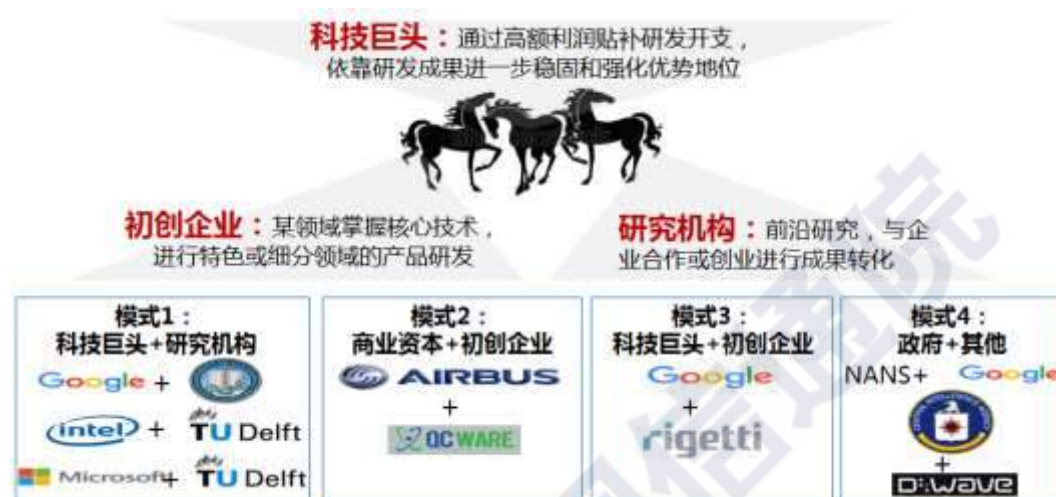 科技巨头：通过高额利润贴补研发开支，
依靠研发成果进一步稳固和强化优势地位
初创企业：某领域掌握核心技术，
进行特色或细分领域的产品研发
研究机构：前沿研究，与企
业合作或创业进行成果转化
模式1：
科技巨头+研究机构
Google +
intel + TU Delft
Microsoft+ TU Delft
模式2：
商业资本+初创企业
AIRBUS
+
QCWARE
模式3：
科技巨头+初创企业
Google
+
rigetti
模式4：
政府+其他
NANS+ Google
+
D:wave
信通院